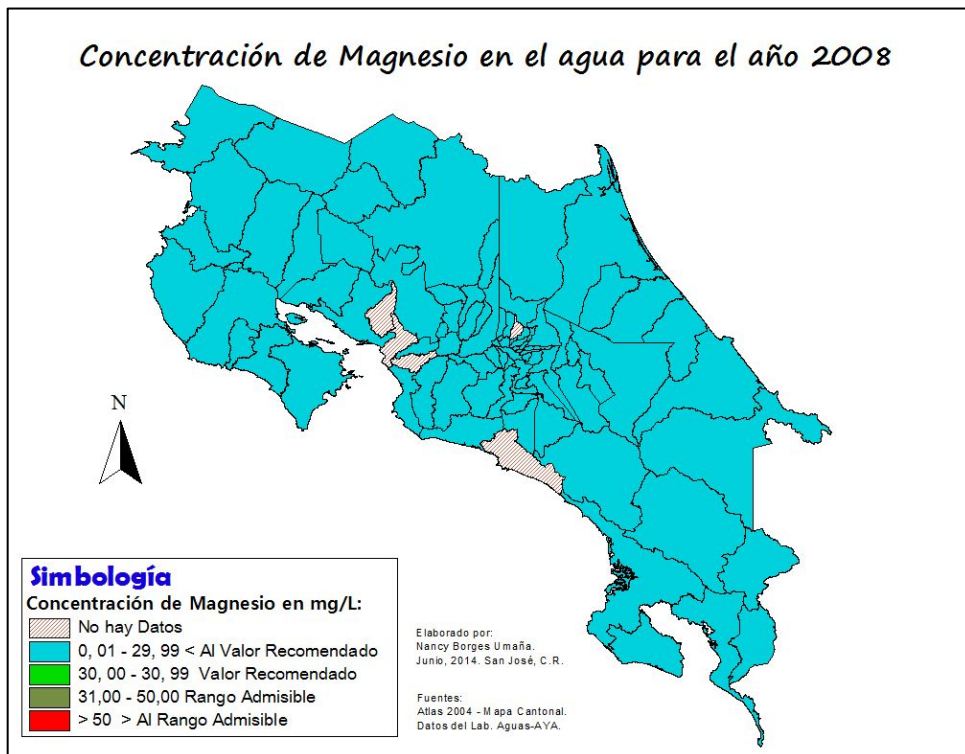 Concentración de Magnesio en el agua para el año 2008
N
Simbología
Concentración de Magnesio en mg/L:
No hay Datos
0, 01 - 29, 99 < Al Valor Recomendado
30, 00 - 30, 99 Valor Recomendado
31,00 - 50,00 Rango Admisible
> 50 > Al Rango Admisible
Elaborado por:
Nancy Borges Umaña.
Junio, 2014. San José, C.R.
Fuentes:
Atlas 2004 - Mapa Cantonal.
Datos del Lab. Aguas-AYA.